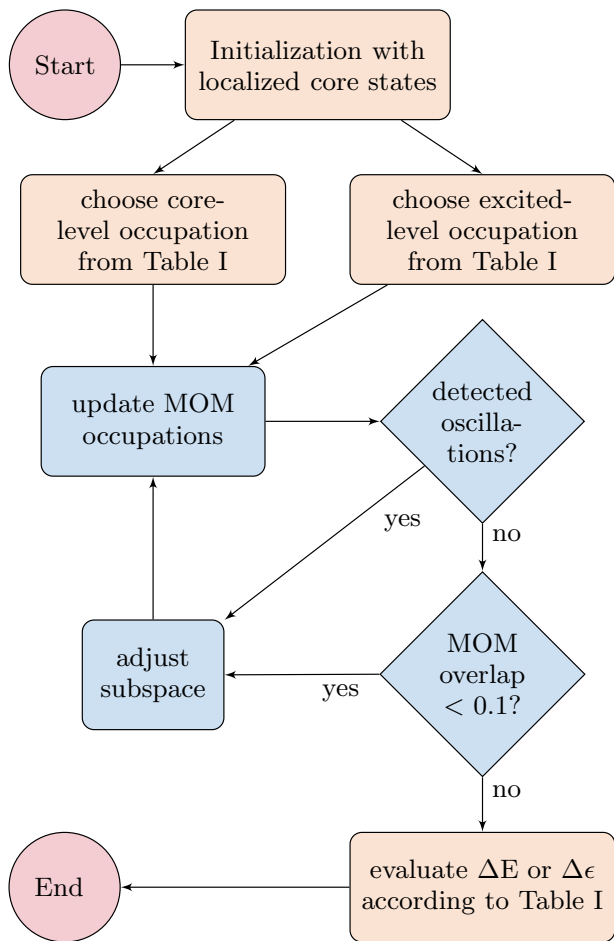 Start
Initialization with
localized core states
choose core-
level occupation
from Table I
choose excited-
level occupation
from Table I
update MOM
occupations
detected
oscilla-
tions?
yes
no
adjust
subspace
MOM
overlap
< 0.1?
yes
no
End
evaluate ΔE or Δϵ
according to Table I